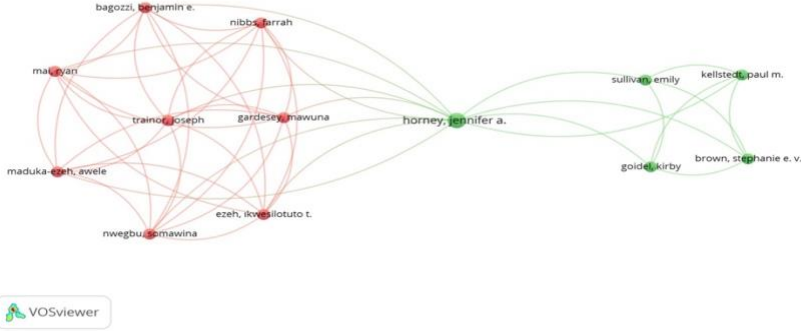 bagozzi, benjamin e.
nibbs, farrah
mai, ryan
sullivan, emily
kellstedt, paul m.
trainor, joseph
gardesey, mawuna
horney, jennifer a.
maduka-ezeh, awele
goidel, kirby
brown, stephanie e. v.
ezeh, ikwesilotuto t.
nwegbu, somawina
VOSviewer